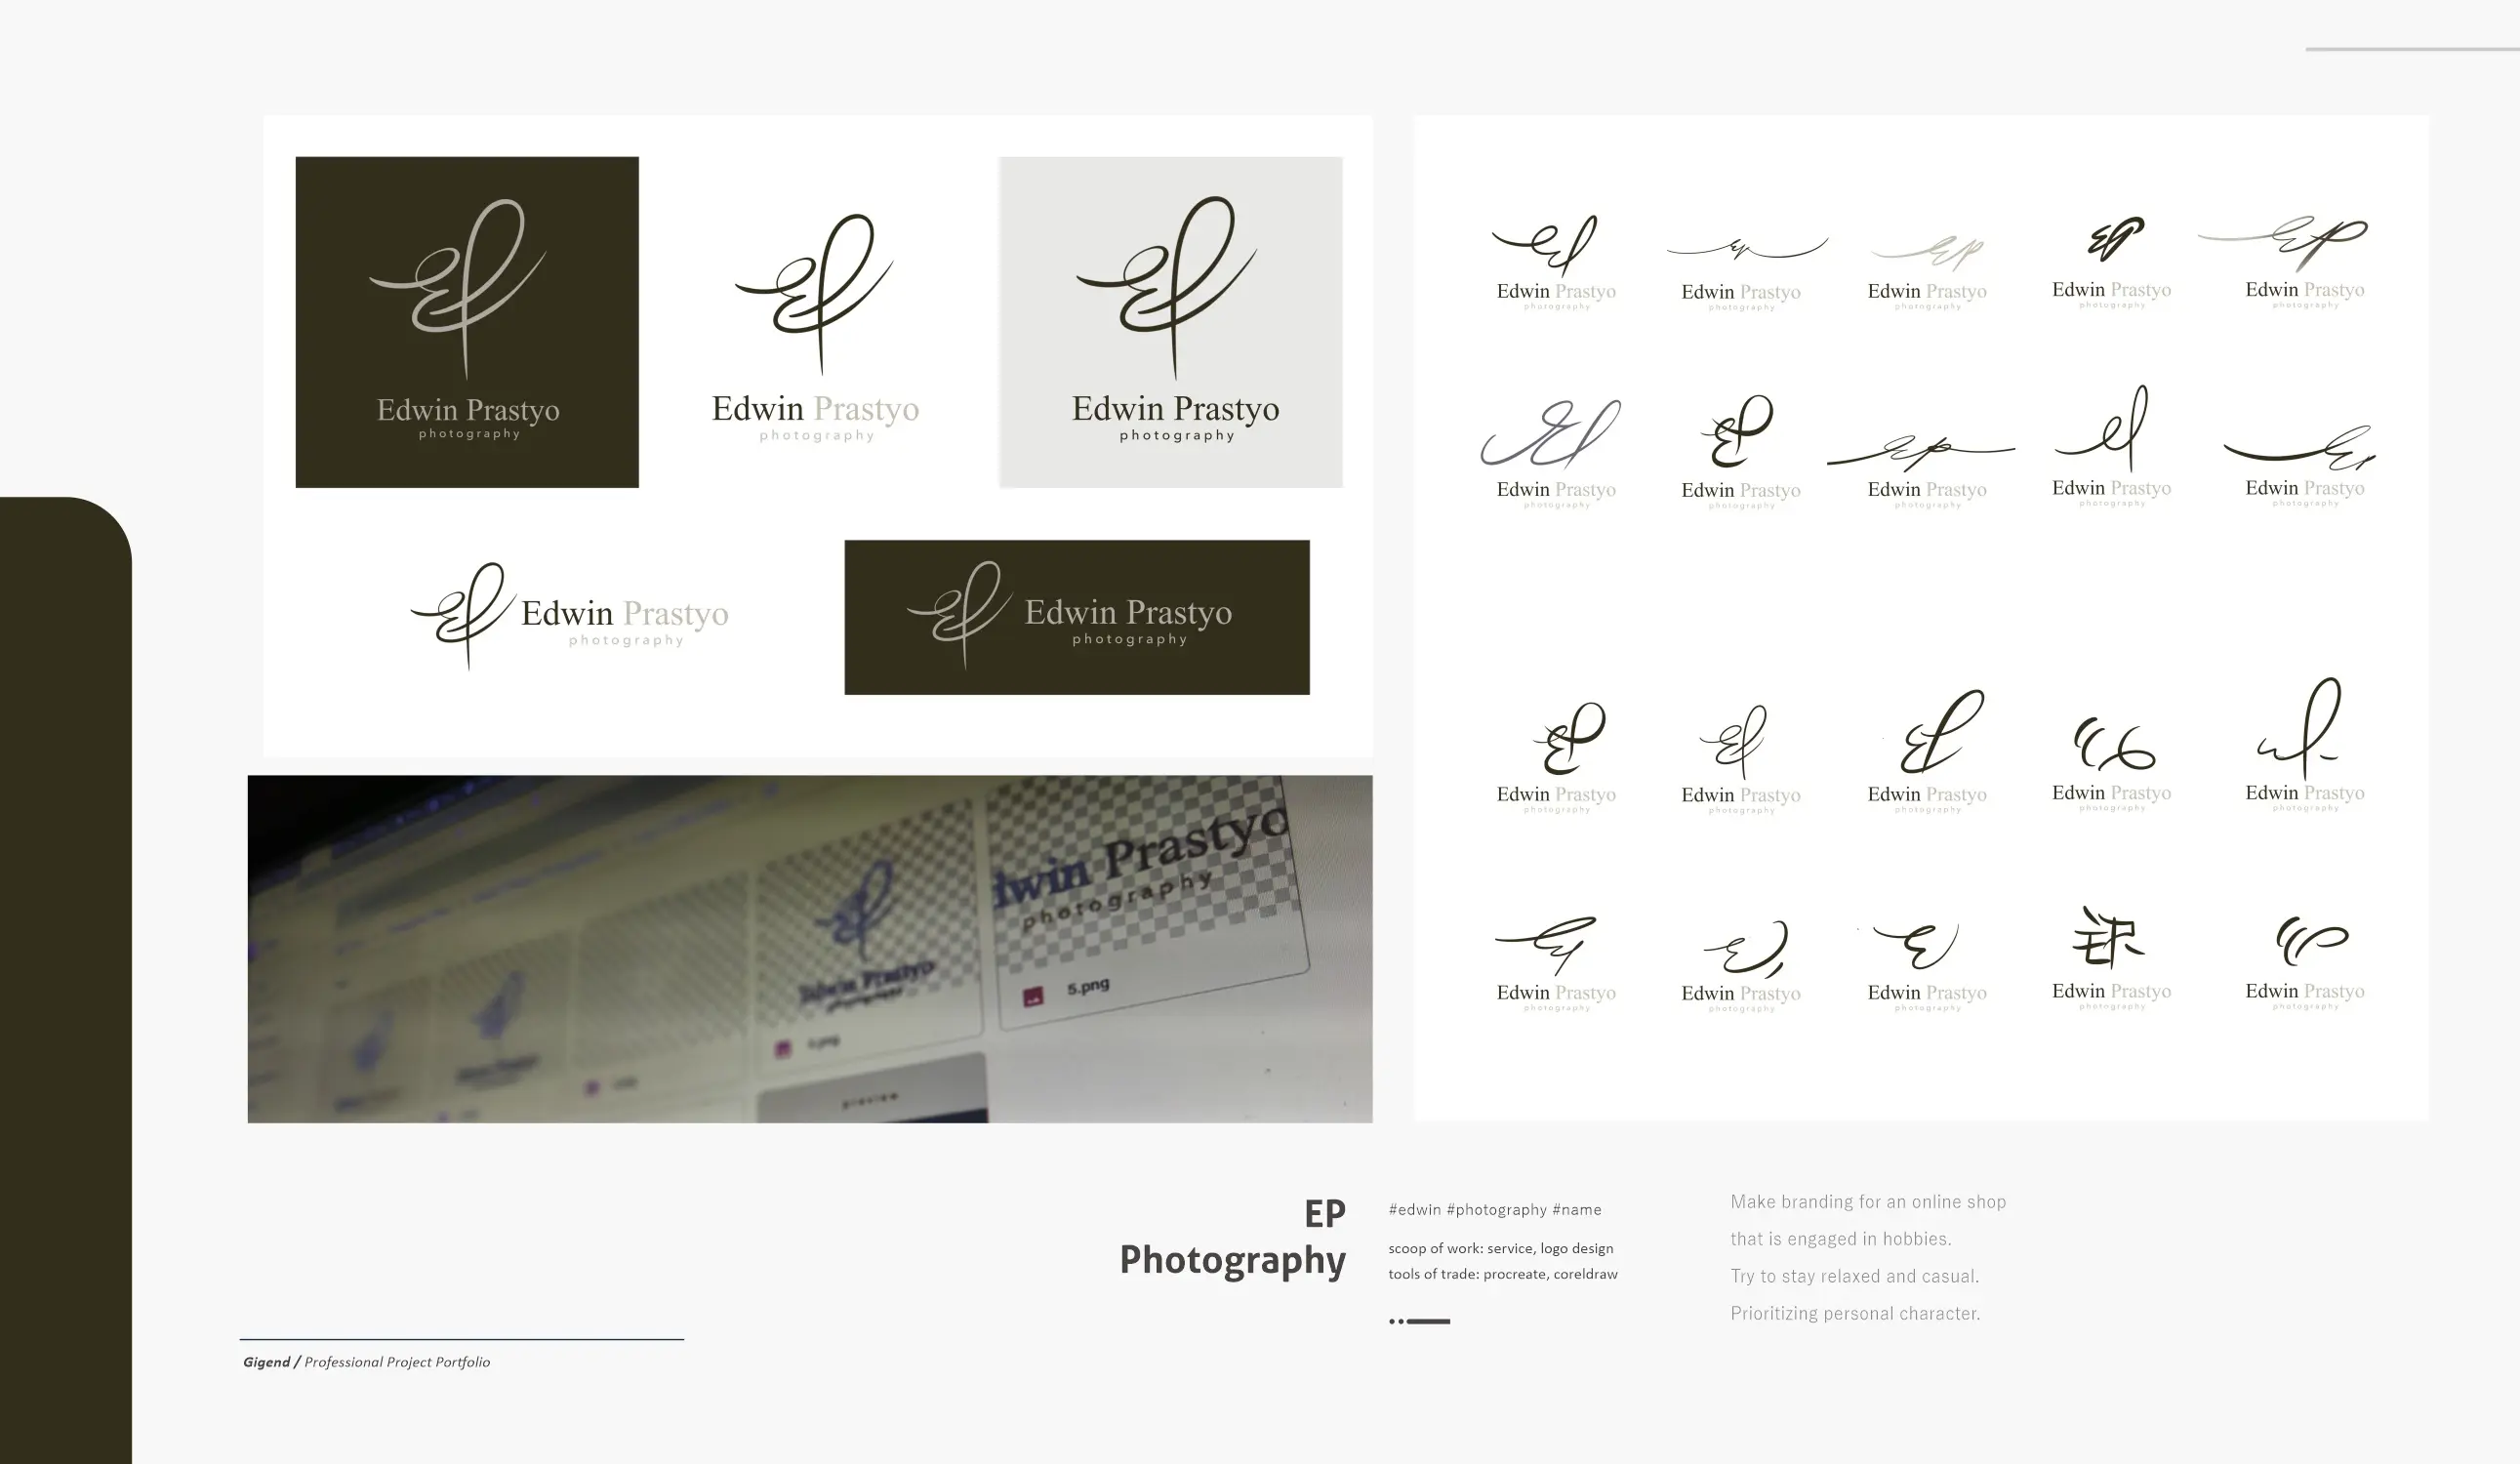 Edwin Prastyo
photography
Edwin Prastyo
photography
Edwin Prastyo
photography
Edwin Prastyo
photography
Edwin Prastyo
photography
Edwin Prastyo
photography
Edwin Prastyo
photography
Edwin Prastyo
photography
Edwin Prastyo
photography
Edwin Prastyo
photography
Edwin Prastyo
photography
Edwin Prastyo
photography
Edwin Prastyo
photography
Edwin Prastyo
photography
Edwin Prastyo
photography
Edwin Prastyo
photography
Edwin Prastyo
photography
Edwin Prastyo
photography
Edwin Prastyo
photography
Edwin Prastyo
photography
Edwin Prastyo
photography
Edwin Prastyo
photography
Edwin Prastyo
photography
Edwin Prastyo
photography
Edwin Prastyo
photography
dwin Prastyo
photography
5.png
Edwin Prastyo
photography
preview
EP
Photography
#edwin #photography #name
scoop of work: service, logo design
tools of trade: procreate, coreldraw
Make branding for an online shop
that is engaged in hobbies.
Try to stay relaxed and casual.
Prioritizing personal character.
Gigend / Professional Project Portfolio